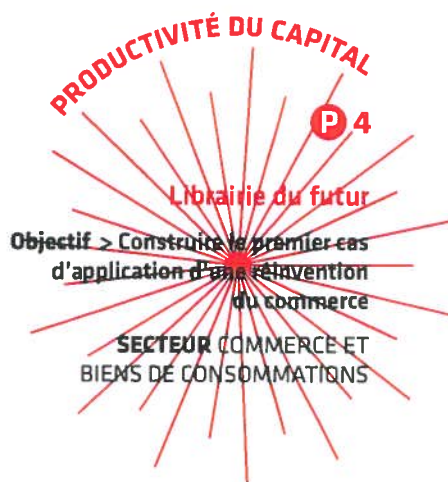 PRODUCTIVITÉ DU CAPITAL
P 4
Librairie du futur
Objectif > Construire le premier cas
d'application d'une réinvention
du commerce
SECTEUR COMMERCE ET
BIENS DE CONSOMMATIONS